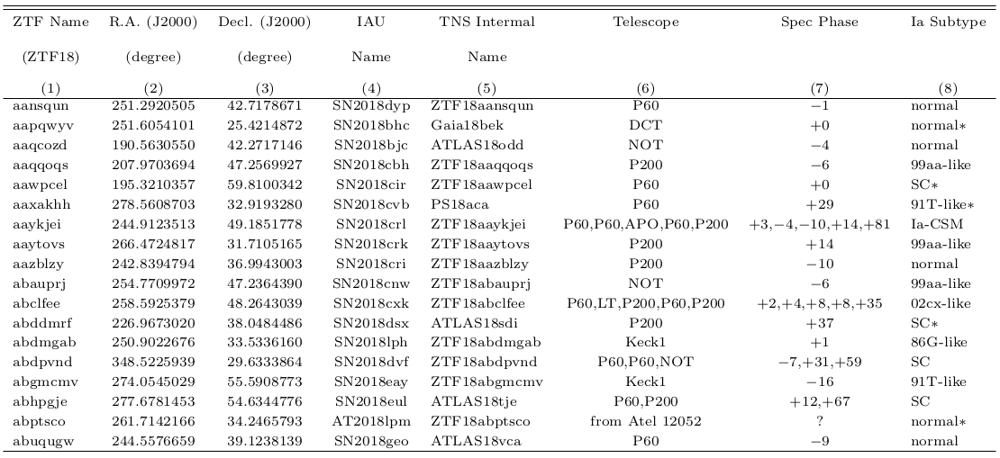 ZTF Name R.A. (J2000) Decl. (J2000) IAU TNS Intermal Telescope Spec Phase Ia Subtype
(ZTF18) (degree) (degree) Name Name
(1) (2) (3) (4) (5) (6) (7) (8)
aansqun 251.2920505 42.7178671 SN2018dyp ZTF18aansqun P60 −1 normal
aapqwyv 251.6054101 25.4214872 SN2018bhc Gaia18bek DCT +0 normal∗
aaqcozd 190.5630550 42.2717146 SN2018bjc ATLAS18odd NOT −4 normal
aaqqoqs 207.9703694 47.2569927 SN2018cbh ZTF18aaqqoqs P200 −6 99aa-like
aawpcel 195.3210357 59.8100342 SN2018cir ZTF18aawpcel P60 +0 SC∗
aaxakhh 278.5608703 32.9193280 SN2018cvb PS18aca P60 +29 91T-like∗
aaykjei 244.9123513 49.1851778 SN2018crl ZTF18aaykjei P60,P60,APO,P60,P200 +3,−4,−10,+14,+81 Ia-CSM
aaytovs 266.4724817 31.7105165 SN2018crk ZTF18aaytovs P200 +14 99aa-like
aazblzy 242.8394794 36.9943003 SN2018cri ZTF18aazblzy P200 −10 normal
abauprj 254.7709972 47.2364390 SN2018cnw ZTF18abauprj NOT −6 99aa-like
abclfee 258.5925379 48.2643039 SN2018cxk ZTF18abclfee P60,LT,P200,P60,P200 +2,+4,+8,+8,+35 02cx-like
abddmrf 226.9673020 38.0484486 SN2018dsx ATLAS18sdi P200 +37 SC∗
abdmgab 250.9022676 33.5336160 SN2018lph ZTF18abdmgab Keck1 +1 86G-like
abdpvnd 348.5225939 29.6333864 SN2018dvf ZTF18abdpvnd P60,P60,NOT −7,+31,+59 SC
abgmcmv 274.0545029 55.5908773 SN2018eay ZTF18abgmcmv Keck1 −16 91T-like
abhpgje 277.6781453 54.6344776 SN2018eul ATLAS18tje P60,P200 +12,+67 SC
abptsco 261.7142166 34.2465793 AT2018lpm ZTF18abptsco from Atel 12052 ? normal∗
abuqugw 244.5576659 39.1238139 SN2018geo ATLAS18vca P60 −9 normal